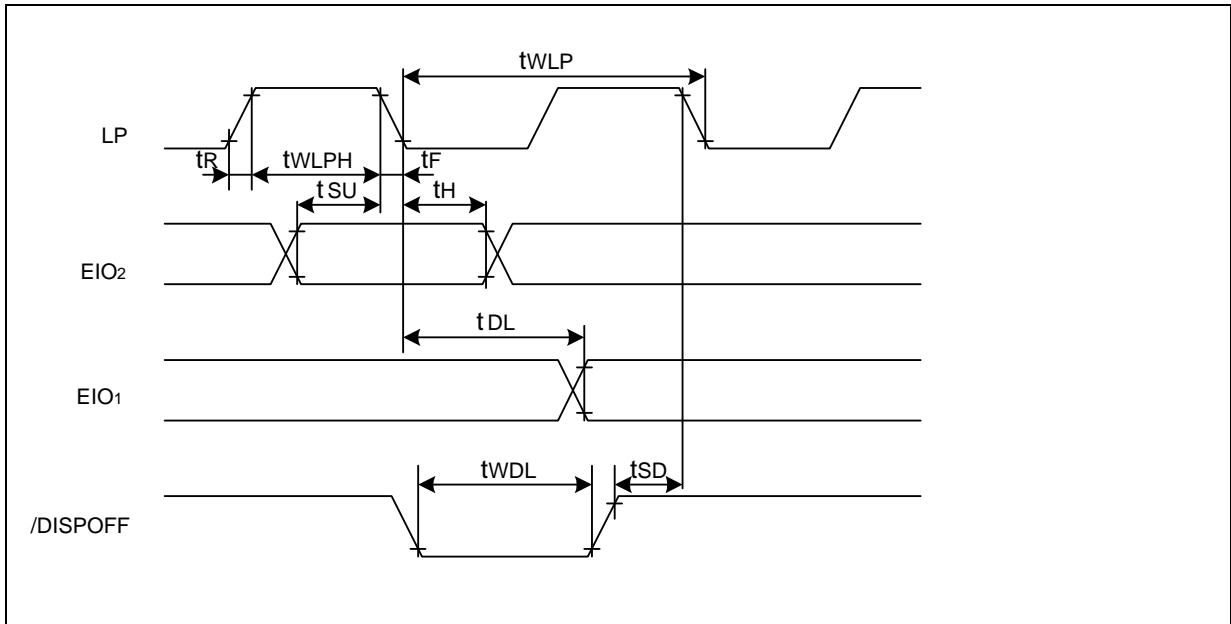 tWLP
LP
tR tWLPH tF
tSU tH
EIO2
tDL
EIO1
tWDL tSD
/DISPOFF